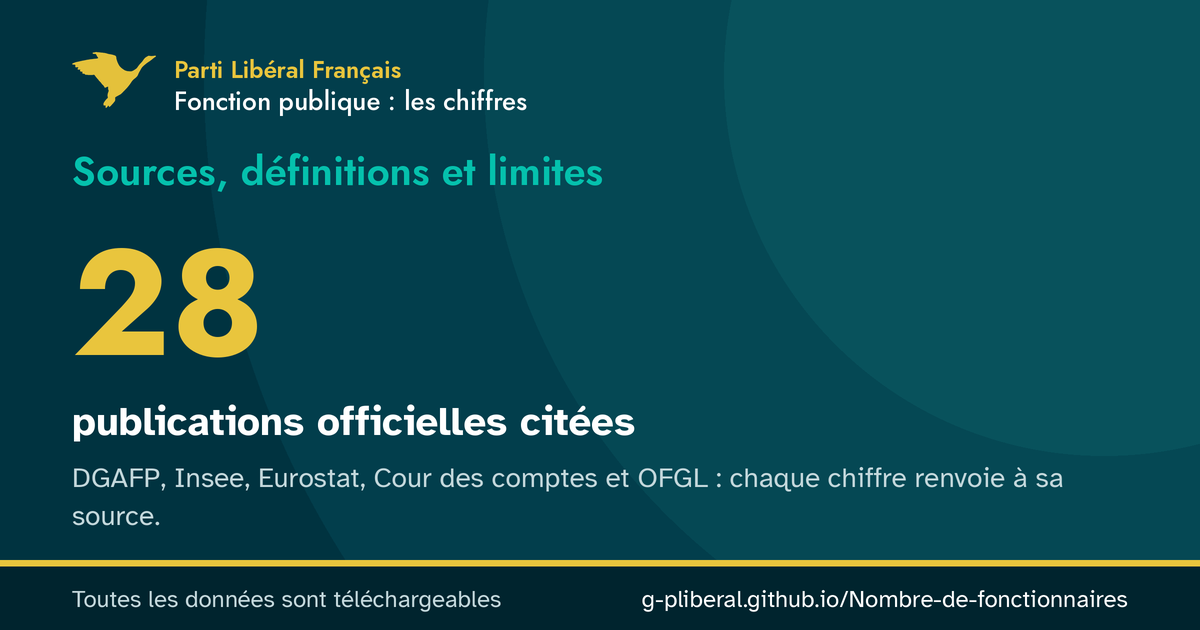 Parti Libéral Français
Fonction publique : les chiffres
Sources, définitions et limites
28
publications officielles citées
DGAFP, Insee, Eurostat, Cour des comptes et OFGL : chaque chiffre renvoie à sa
source.
Toutes les données sont téléchargeables
g-pliberal.github.io/Nombre-de-fonctionnaires